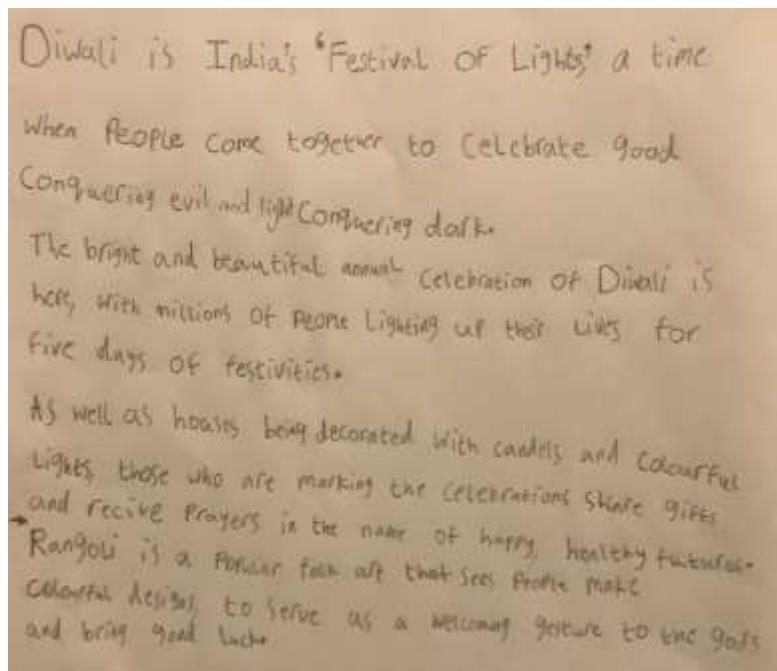 Diwali is India's 'Festival of Lights,' a time
when People come together to celebrate good
Conquering evil and light Conquering dark.
The bright and beautiful annual celebration of Diwali is
here, with millions of People Lighting up their lives for
five days of festivities.
As well as houses being decorated with candels and colourful
Lights, those who are marking the celebrations share gifts
and recive Prayers in the name of happy, healthy futures.
Rangoli is a Popular folk art that sees People make
colourful designs, to serve as a welcoming gesture to the gods
and bring good luck.